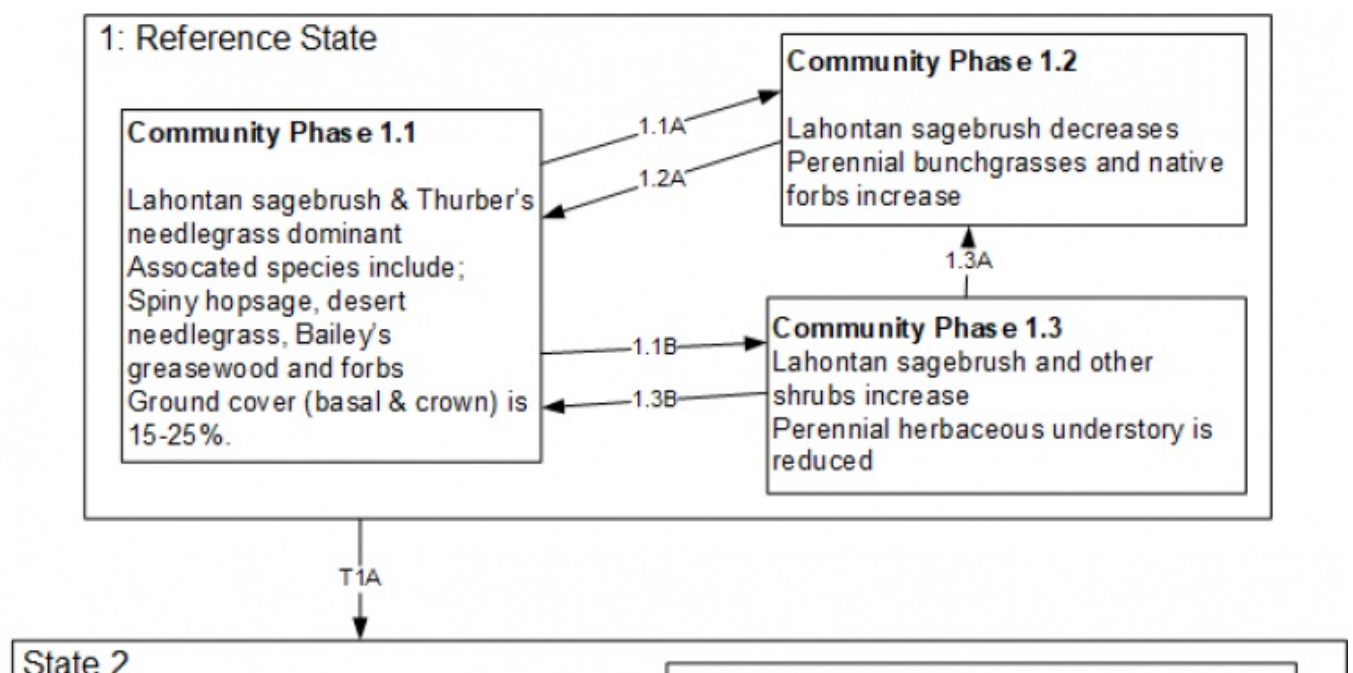 1: Reference State
Community Phase 1.1
Lahontan sagebrush & Thurber's
needlegrass dominant
Assocated species include;
Spiny hopsage, desert
needlegrass, Bailey's
greasewood and forbs
Ground cover (basal & crown) is
15-25%.
1.1A
1.2A
1.1B
1.3B
Community Phase 1.2
Lahontan sagebrush decreases
Perennial bunchgrasses and native
forbs increase
1.3A
Community Phase 1.3
Lahontan sagebrush and other
shrubs increase
Perennial herbaceous understory is
reduced
T1A
State 2